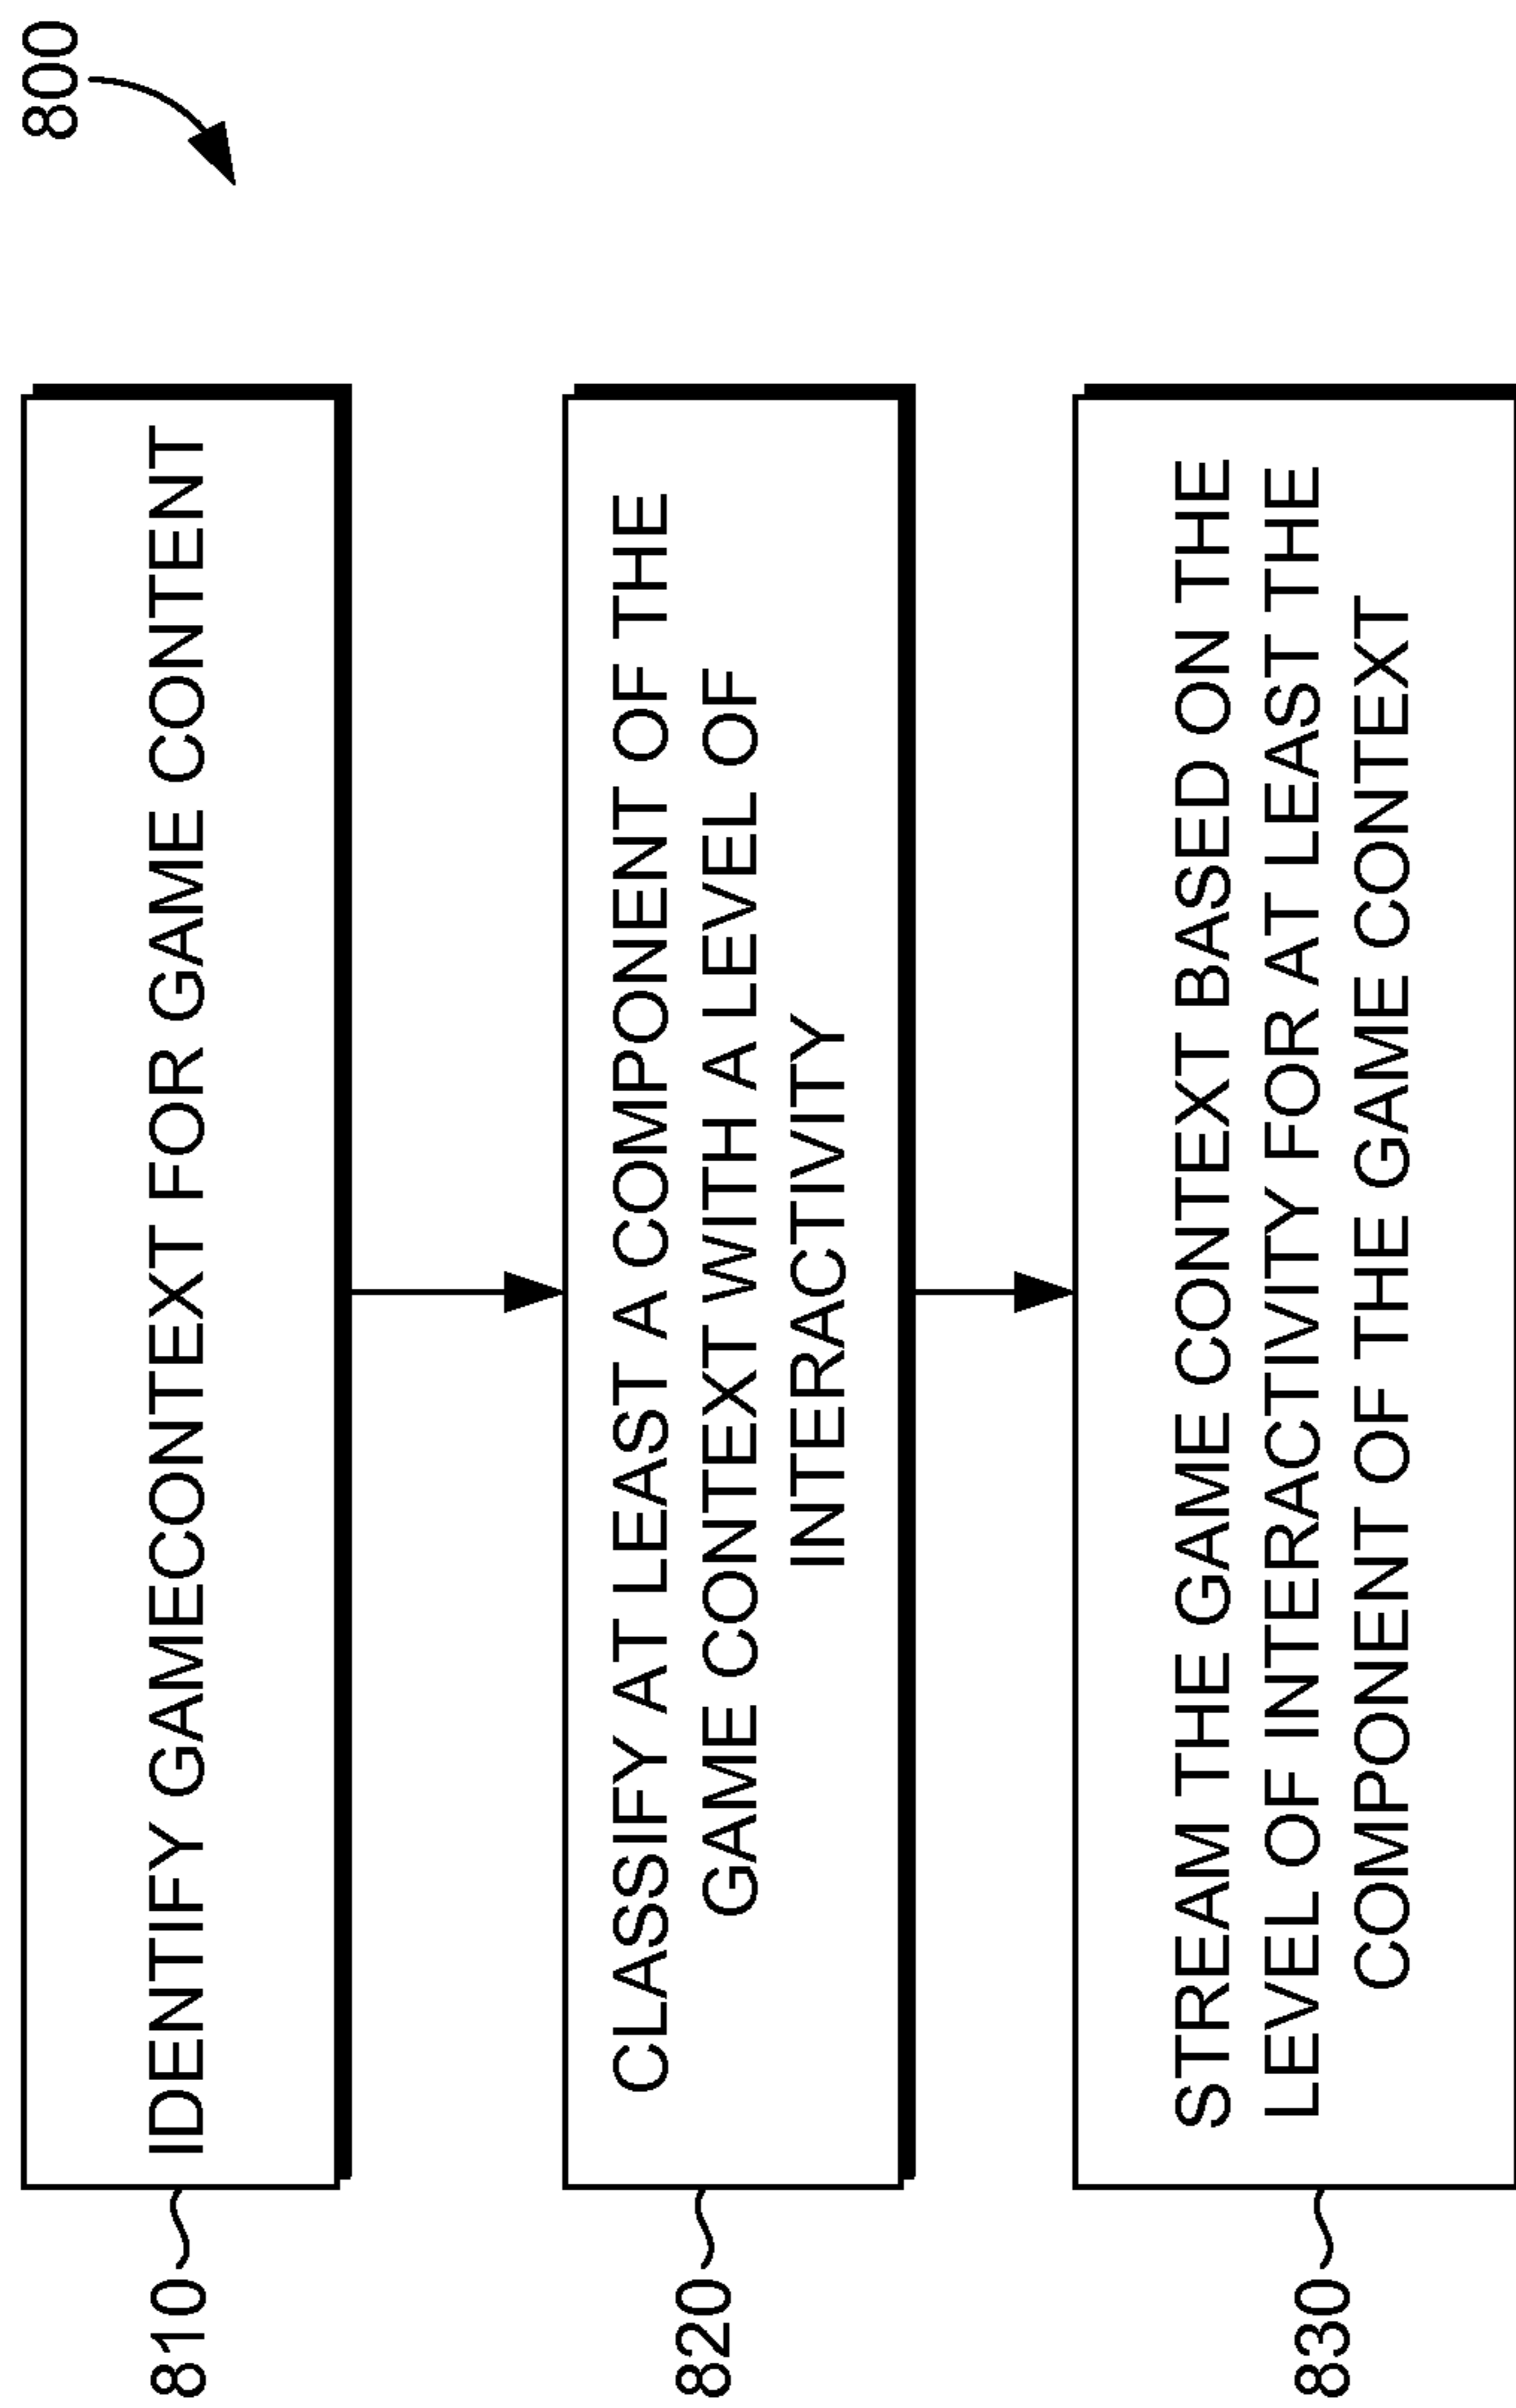 800
810
IDENTIFY GAMECONTEXT FOR GAME CONTENT
820
CLASSIFY AT LEAST A COMPONENT OF THE
GAME CONTEXT WITH A LEVEL OF
INTERACTIVITY
830
STREAM THE GAME CONTEXT BASED ON THE
LEVEL OF INTERACTIVITY FOR AT LEAST THE
COMPONENT OF THE GAME CONTEXT